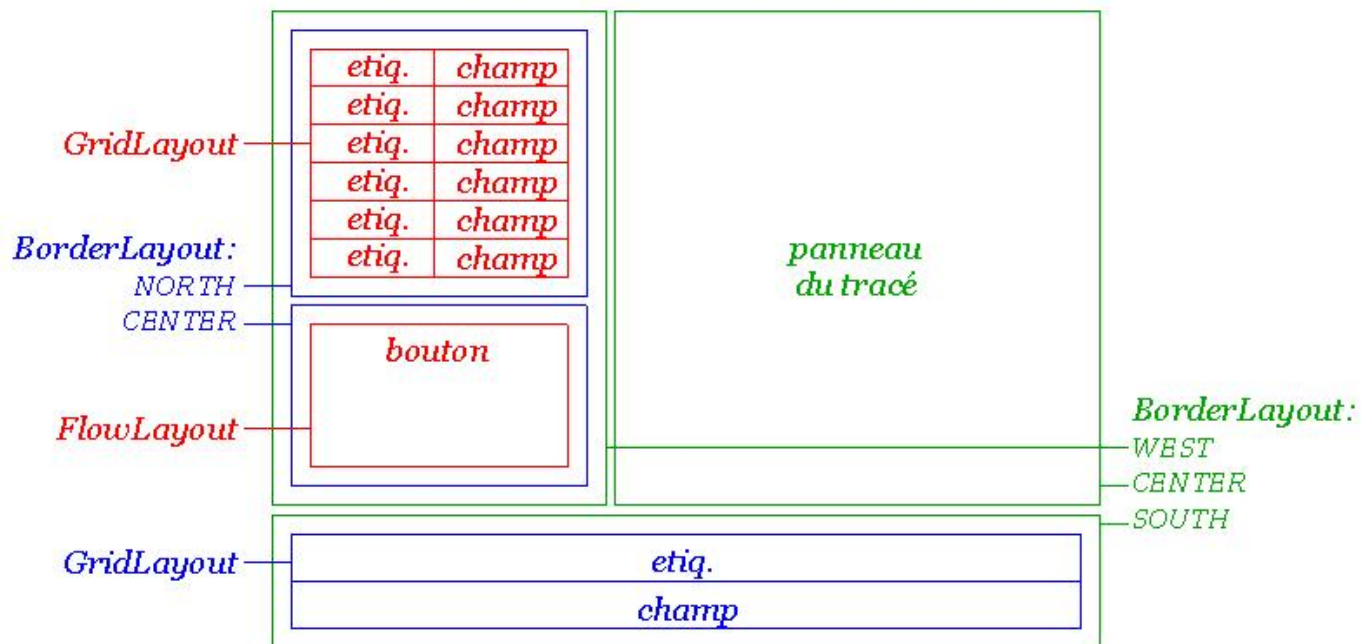 etiq. champ
etiq. champ
GridLayout etiq. champ
etiq. champ
etiq. champ
BorderLayout: etiq. champ
NORTH
CENTER
bouton
FlowLayout
panneau
du tracé
BorderLayout:
WEST
CENTER
SOUTH
GridLayout etiq.
champ